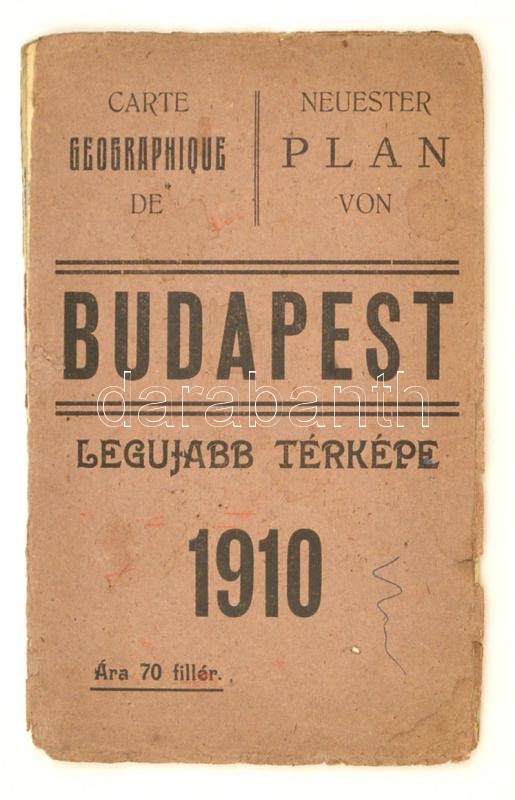 CARTE
GEOGRAPHIQUE
DE
NEUESTER
PLAN
VON
BUDAPEST
darabanth
LEGUJABB TÉRKÉPE
1910
Ára 70 fillér.